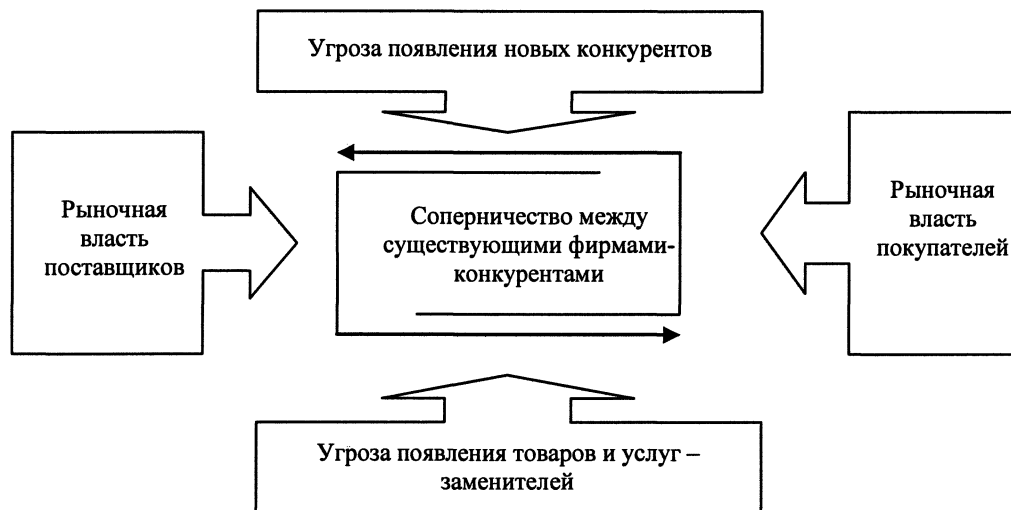 Угроза появления новых конкурентов
Рыночная
власть
поставщиков
Соперничество между
существующими фирмами-
конкурентами
Рыночная
власть
покупателей
Угроза появления товаров и услуг –
заменителей